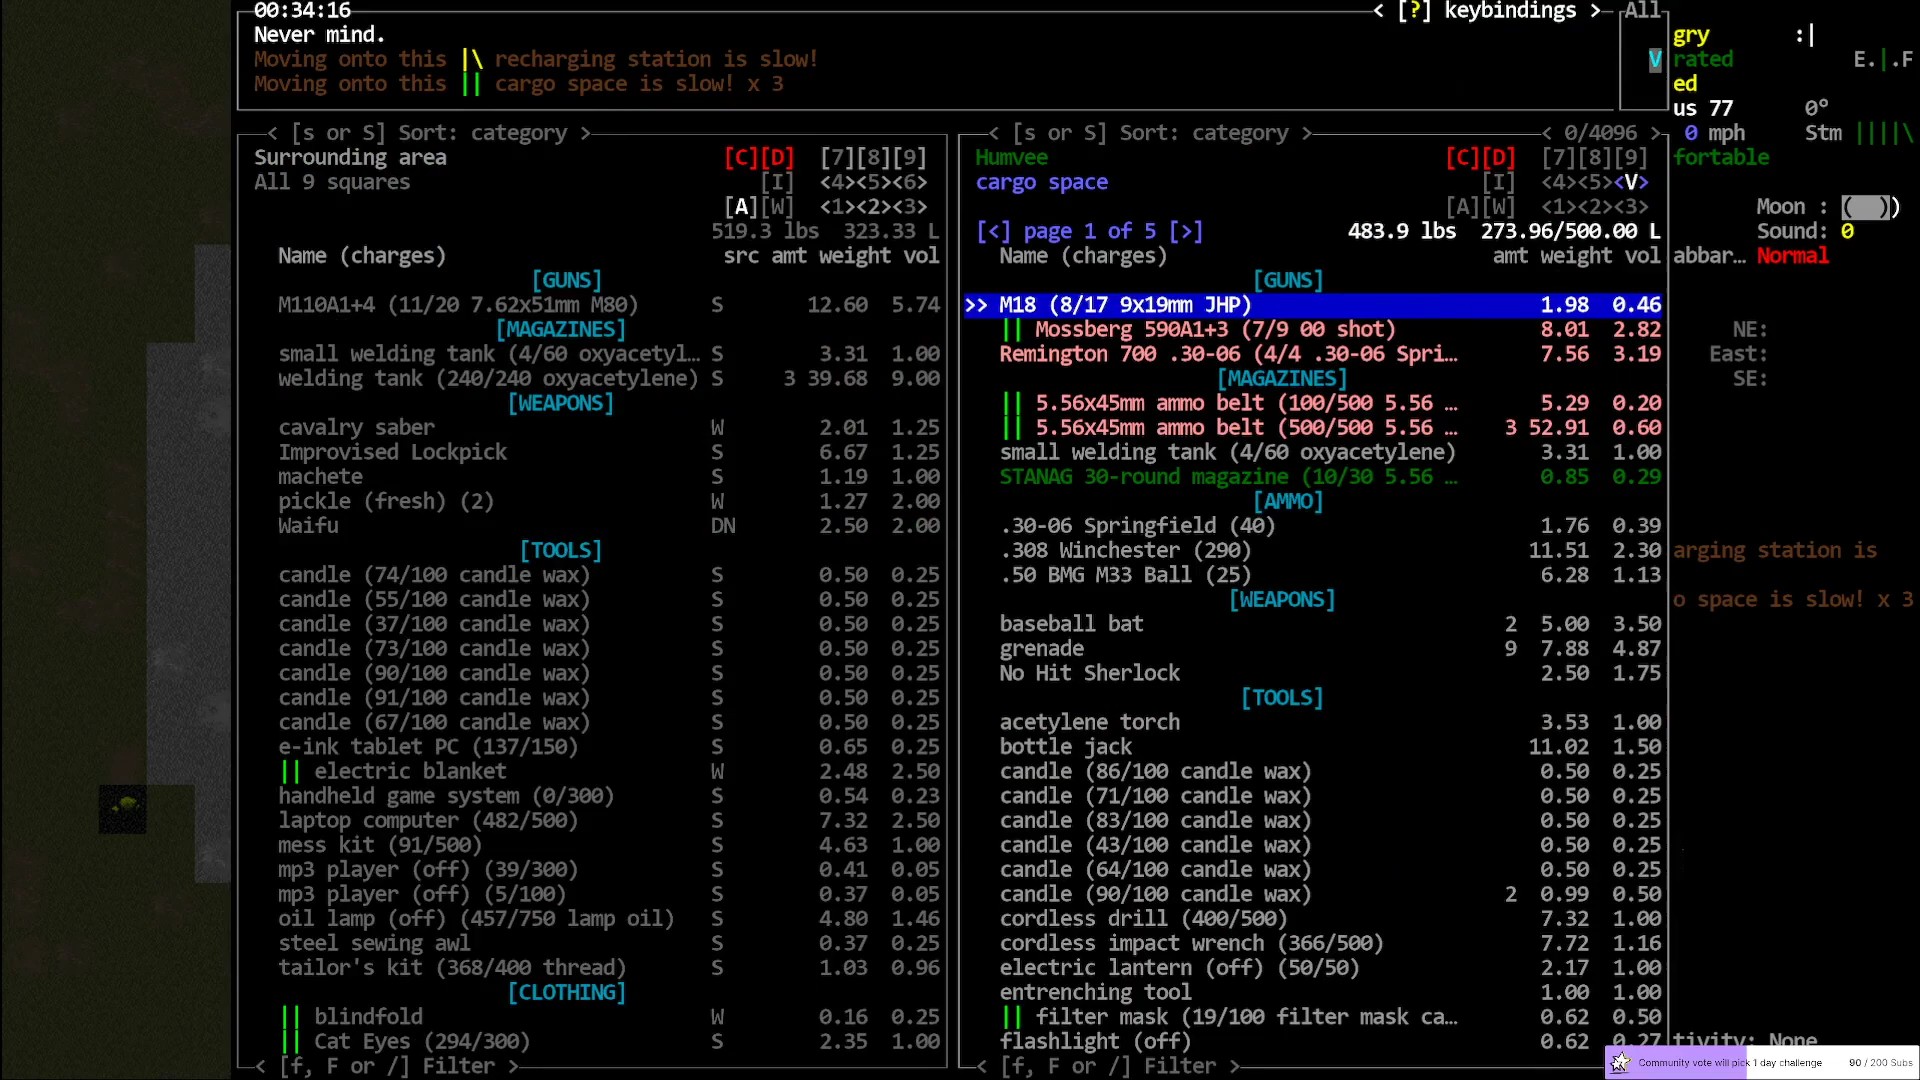 00:34:16
Never mind.
Moving onto this |\ recharging station is slow!
Moving onto this || cargo space is slow! x 3
< [?] keybindings >
All
V
gry :|
rated E.|.F
ed
us 77 0°
0 mph Stm ||||\
fortable
Moon : ( ))
Sound: 0
abbar… Normal
NE:
East:
SE:
arging station is
o space is slow! x 3
tivity: None
< [s or S] Sort: category >
Surrounding area [C][D] [7][8][9]
All 9 squares [I] <4><5><6>
[A][W] <1><2><3>
519.3 lbs 323.33 L
Name (charges) src amt weight vol
[GUNS]
M110A1+4 (11/20 7.62x51mm M80) S 12.60 5.74
[MAGAZINES]
small welding tank (4/60 oxyacetyl… S 3.31 1.00
welding tank (240/240 oxyacetylene) S 3 39.68 9.00
[WEAPONS]
cavalry saber W 2.01 1.25
Improvised Lockpick S 6.67 1.25
machete S 1.19 1.00
pickle (fresh) (2) W 1.27 2.00
Waifu DN 2.50 2.00
[TOOLS]
candle (74/100 candle wax) S 0.50 0.25
candle (55/100 candle wax) S 0.50 0.25
candle (37/100 candle wax) S 0.50 0.25
candle (73/100 candle wax) S 0.50 0.25
candle (90/100 candle wax) S 0.50 0.25
candle (91/100 candle wax) S 0.50 0.25
candle (67/100 candle wax) S 0.50 0.25
e-ink tablet PC (137/150) S 0.65 0.25
|| electric blanket W 2.48 2.50
handheld game system (0/300) S 0.54 0.23
laptop computer (482/500) S 7.32 2.50
mess kit (91/500) S 4.63 1.00
mp3 player (off) (39/300) S 0.41 0.05
mp3 player (off) (5/100) S 0.37 0.05
oil lamp (off) (457/750 lamp oil) S 4.80 1.46
steel sewing awl S 0.37 0.25
tailor's kit (368/400 thread) S 1.03 0.96
[CLOTHING]
|| blindfold W 0.16 0.25
|| Cat Eyes (294/300) S 2.35 1.00
< [f, F or /] Filter >
< [s or S] Sort: category > < 0/4096 >
Humvee [C][D] [7][8][9]
cargo space [I] <4><5><V>
[A][W] <1><2><3>
[<] page 1 of 5 [>] 483.9 lbs 273.96/500.00 L
Name (charges) amt weight vol
[GUNS]
>> M18 (8/17 9x19mm JHP) 1.98 0.46
|| Mossberg 590A1+3 (7/9 00 shot) 8.01 2.82
Remington 700 .30-06 (4/4 .30-06 Spri… 7.56 3.19
[MAGAZINES]
|| 5.56x45mm ammo belt (100/500 5.56 … 5.29 0.20
|| 5.56x45mm ammo belt (500/500 5.56 … 3 52.91 0.60
small welding tank (4/60 oxyacetylene) 3.31 1.00
STANAG 30-round magazine (10/30 5.56 … 0.85 0.29
[AMMO]
.30-06 Springfield (40) 1.76 0.39
.308 Winchester (290) 11.51 2.30
.50 BMG M33 Ball (25) 6.28 1.13
[WEAPONS]
baseball bat 2 5.00 3.50
grenade 9 7.88 4.87
No Hit Sherlock 2.50 1.75
[TOOLS]
acetylene torch 3.53 1.00
bottle jack 11.02 1.50
candle (86/100 candle wax) 0.50 0.25
candle (71/100 candle wax) 0.50 0.25
candle (83/100 candle wax) 0.50 0.25
candle (43/100 candle wax) 0.50 0.25
candle (64/100 candle wax) 0.50 0.25
candle (90/100 candle wax) 2 0.99 0.50
cordless drill (400/500) 7.32 1.00
cordless impact wrench (366/500) 7.72 1.16
electric lantern (off) (50/50) 2.17 1.00
entrenching tool 1.00 1.00
|| filter mask (19/100 filter mask ca… 0.62 0.50
flashlight (off) 0.62 0.27
< [f, F or /] Filter >
Community vote will pick 1 day challenge 90 / 200 Subs